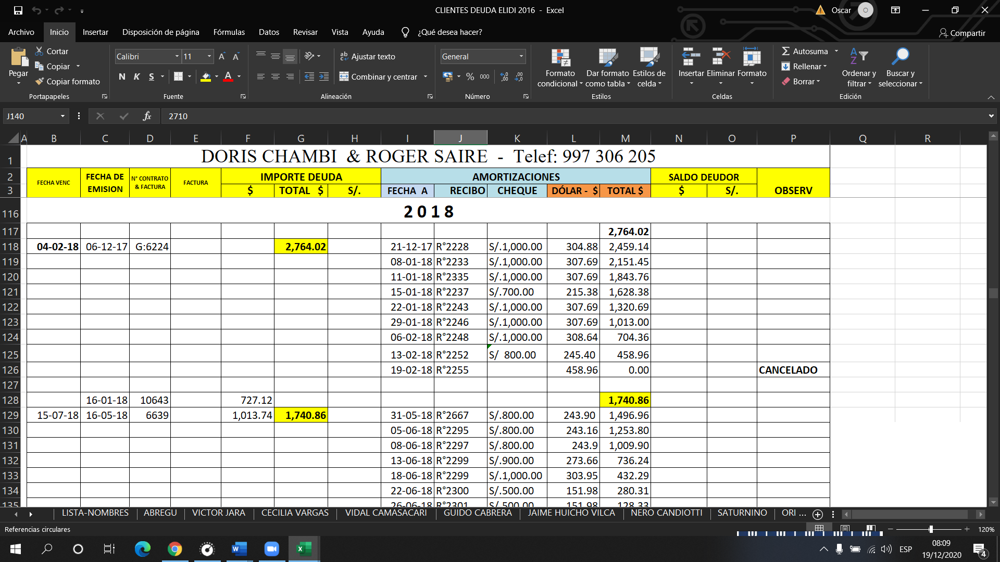 CLIENTES DEUDA ELIDI 2016 - Excel
Oscar
O
Archivo Inicio Insertar Disposición de página Fórmulas Datos Revisar Vista Ayuda ¿Qué desea hacer? Compartir
Pegar
Cortar
Copiar
Copiar formato
Portapapeles
Calibri 11
N K S
Fuente
Ajustar texto
Combinar y centrar
Alineación
General
% 000
Número
Formato condicional
Dar formato como tabla
Estilos de celda
Estilos
Insertar Eliminar Formato
Celdas
Autosuma
Rellenar
Borrar
Ordenar y filtrar
Buscar y seleccionar
Edición
J140 fx 2710
A B C D E F G H I J K L M N O P Q R
1 DORIS CHAMBI & ROGER SAIRE - Telef: 997 306 205
2 FECHA VENC FECHA DE EMISION N° CONTRATO & FACTURA FACTURA IMPORTE DEUDA AMORTIZACIONES SALDO DEUDOR OBSERV
3 $ TOTAL $ S/. FECHA A RECIBO CHEQUE DÓLAR - $ TOTAL $ $ S/.
116 2 0 1 8
117 2,764.02
118 04-02-18 06-12-17 G:6224 2,764.02 21-12-17 R°2228 S/.1,000.00 304.88 2,459.14
119 08-01-18 R°2233 S/.1,000.00 307.69 2,151.45
120 11-01-18 R°2335 S/.1,000.00 307.69 1,843.76
121 15-01-18 R°2237 S/.700.00 215.38 1,628.38
122 22-01-18 R°2243 S/.1,000.00 307.69 1,320.69
123 29-01-18 R°2246 S/.1,000.00 307.69 1,013.00
124 06-02-18 R°2248 S/.1,000.00 308.64 704.36
125 13-02-18 R°2252 S/ 800.00 245.40 458.96
126 19-02-18 R°2255 458.96 0.00 CANCELADO
127
128 16-01-18 10643 727.12 1,740.86
129 15-07-18 16-05-18 6639 1,013.74 1,740.86 31-05-18 R°2667 S/.800.00 243.90 1,496.96
130 05-06-18 R°2295 S/.800.00 243.16 1,253.80
131 08-06-18 R°2297 S/.800.00 243.9 1,009.90
132 13-06-18 R°2299 S/.900.00 273.66 736.24
133 18-06-18 R°2299 S/.1,000.00 303.95 432.29
134 22-06-18 R°2300 S/.500.00 151.98 280.31
135 26-06-18 R°2301 S/.500.00 151.98 128.33
LISTA-NOMBRES ABREGU VICTOR JARA CECILIA VARGAS VIDAL CAMASACARI GUIDO CABRERA JAIME HUICHO VILCA NERO CANDIOTTI SATURNINO ORI ...
Referencias circulares 120%
ESP
08:09
19/12/2020
4